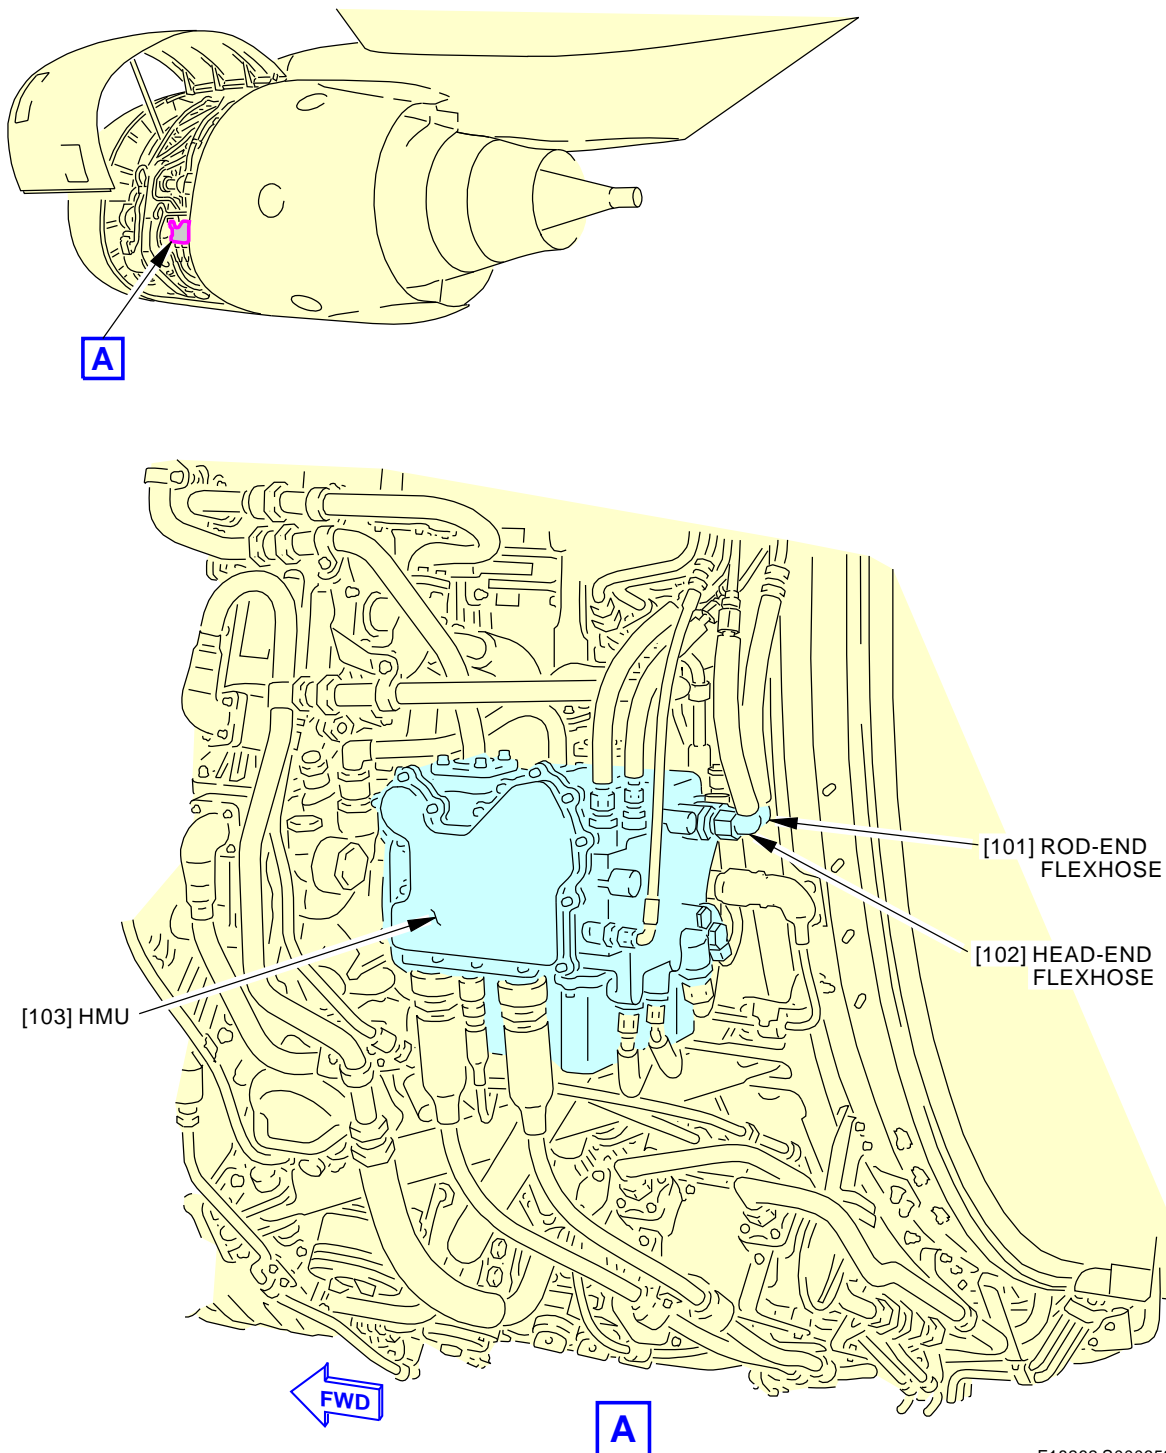 A
[101] ROD-END
FLEXHOSE
[102] HEAD-END
FLEXHOSE
[103] HMU
FWD
A